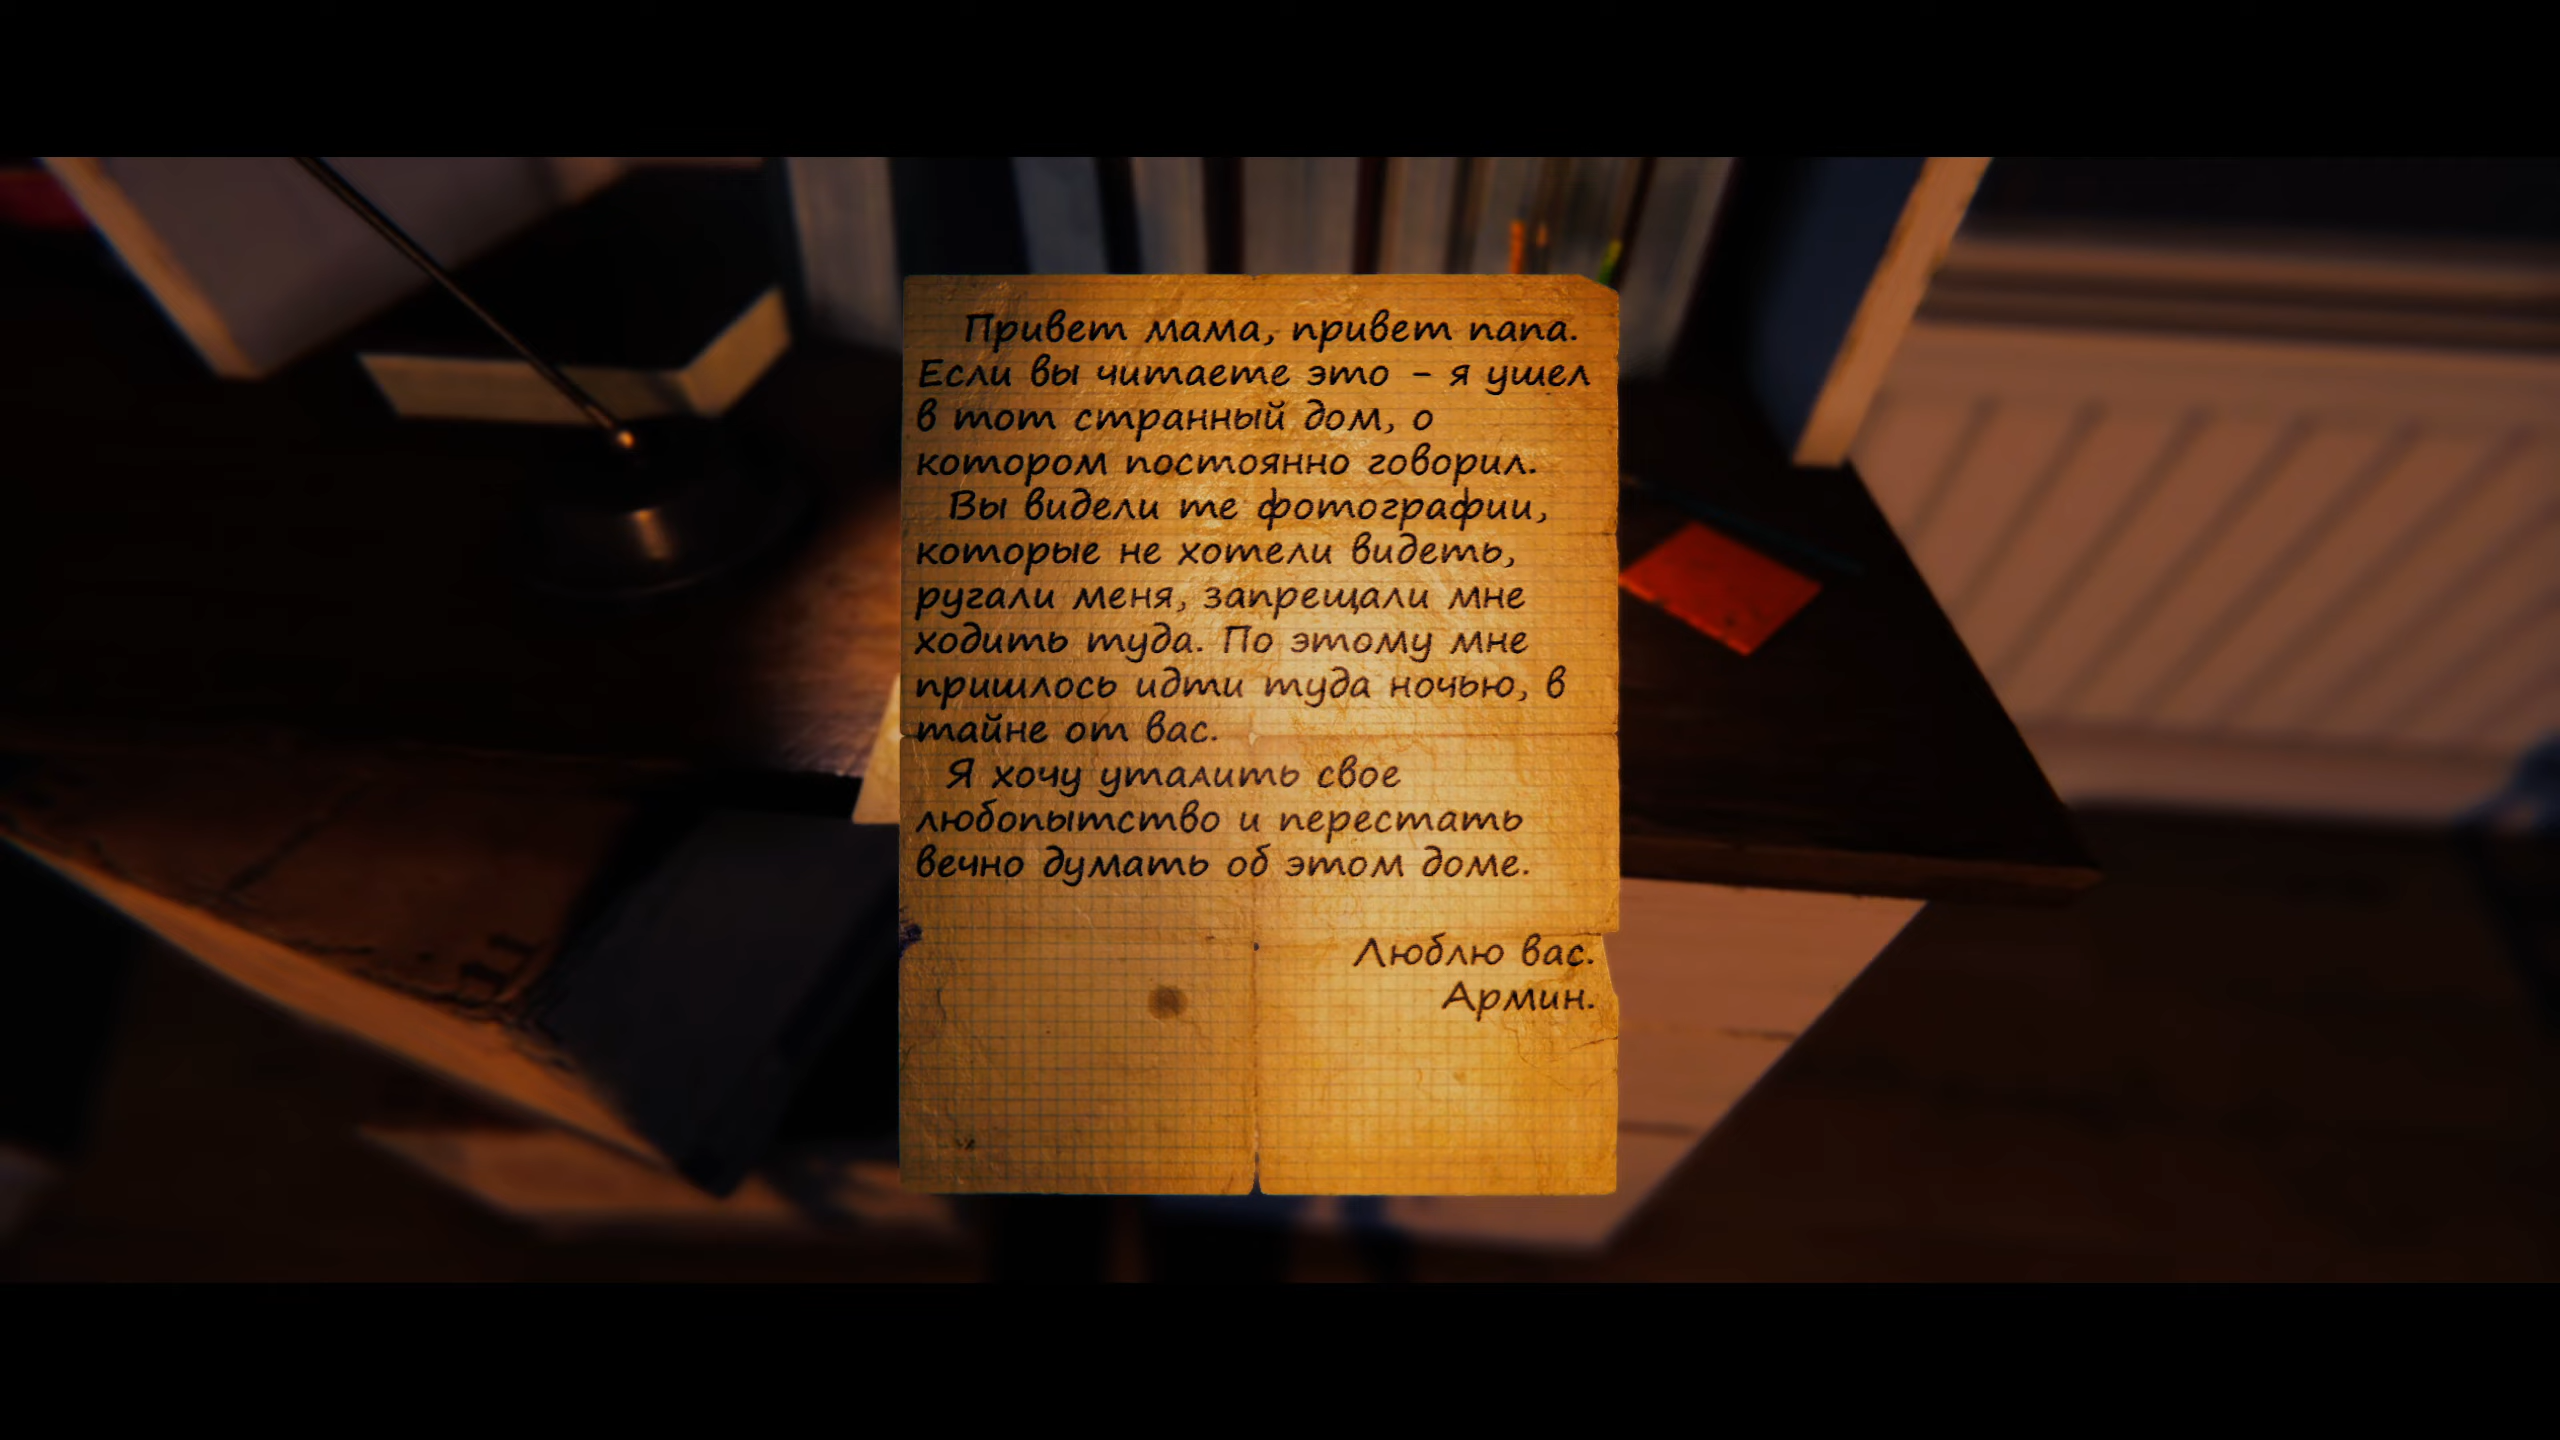 Привет мама, привет папа.
Если вы читаете это - я ушел
в тот странный дом, о
котором постоянно говорил.
Вы видели те фотографии,
которые не хотели видеть,
ругали меня, запрещали мне
ходить туда. По этому мне
пришлось идти туда ночью, в
тайне от вас.
Я хочу уталить свое
любопытство и перестать
вечно думать об этом доме.
Люблю вас.
Армин.